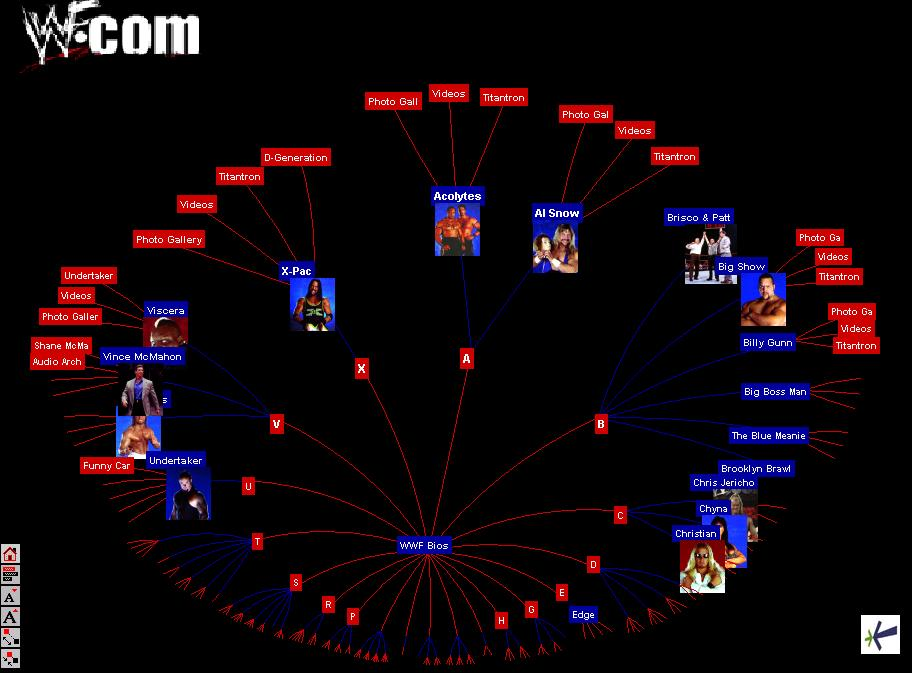 WF.com
Photo Gall
Videos
Titantron
Photo Gal
Videos
Titantron
D-Generation
Titantron
Videos
Photo Gallery
Acolytes
Al Snow
Brisco & Patt
Photo Ga
Videos
Titantron
Big Show
X-Pac
Undertaker
Videos
Photo Galler
Viscera
Photo Ga
Videos
Titantron
Billy Gunn
Shane McMa
Audio Arch
Vince McMahon
s
X
A
Big Boss Man
V
B
The Blue Meanie
Funny Car
Undertaker
Brooklyn Brawl
Chris Jericho
U
Chyna
C
Christian
T
WWF Bios
D
S
E
R
G
Edge
P
H
A
A